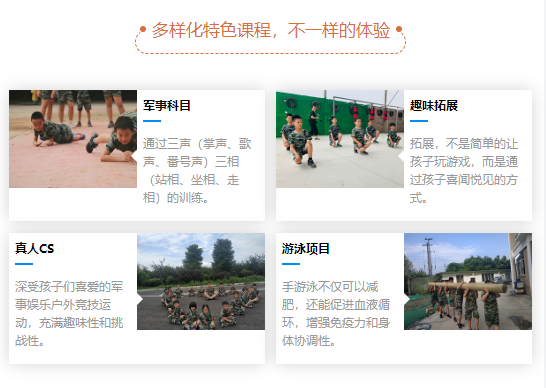 多样化特色课程，不一样的体验
军事科目
通过三声（掌声、歌
声、番号声）三相
（站相、坐相、走
相）的训练。
趣味拓展
拓展，不是简单的让
孩子玩游戏，而是通
过孩子喜闻悦见的方
式。
真人CS
深受孩子们喜爱的军
事娱乐户外竞技运
动，充满趣味性和挑
战性。
游泳项目
手游泳不仅可以减
肥，还能促进血液循
环，增强免疫力和身
体协调性。